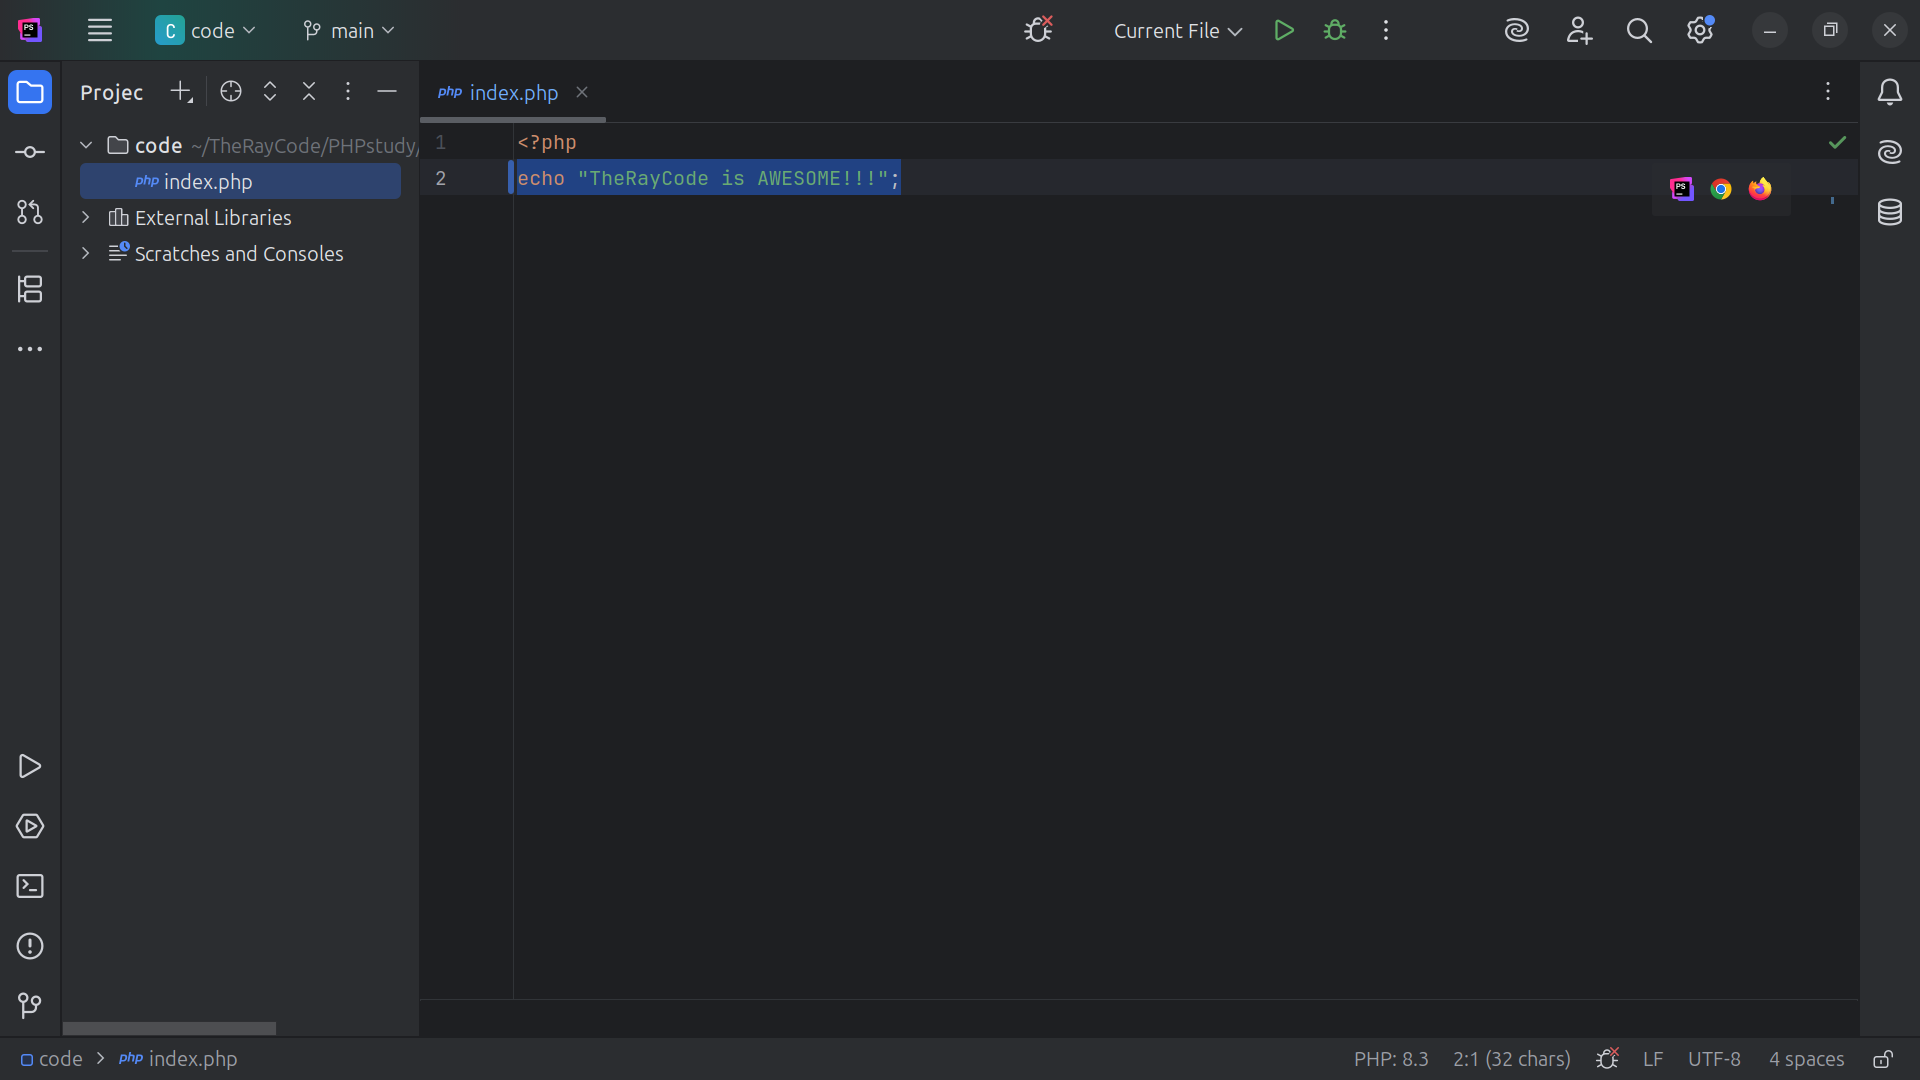 PS
C code
main
Current File
Projec
php index.php
code ~/TheRayCode/PHPstudy/
php index.php
External Libraries
Scratches and Consoles
1 <?php
2 echo "TheRayCode is AWESOME!!!";
PS
code > php index.php
PHP: 8.3
2:1 (32 chars)
LF
UTF-8
4 spaces